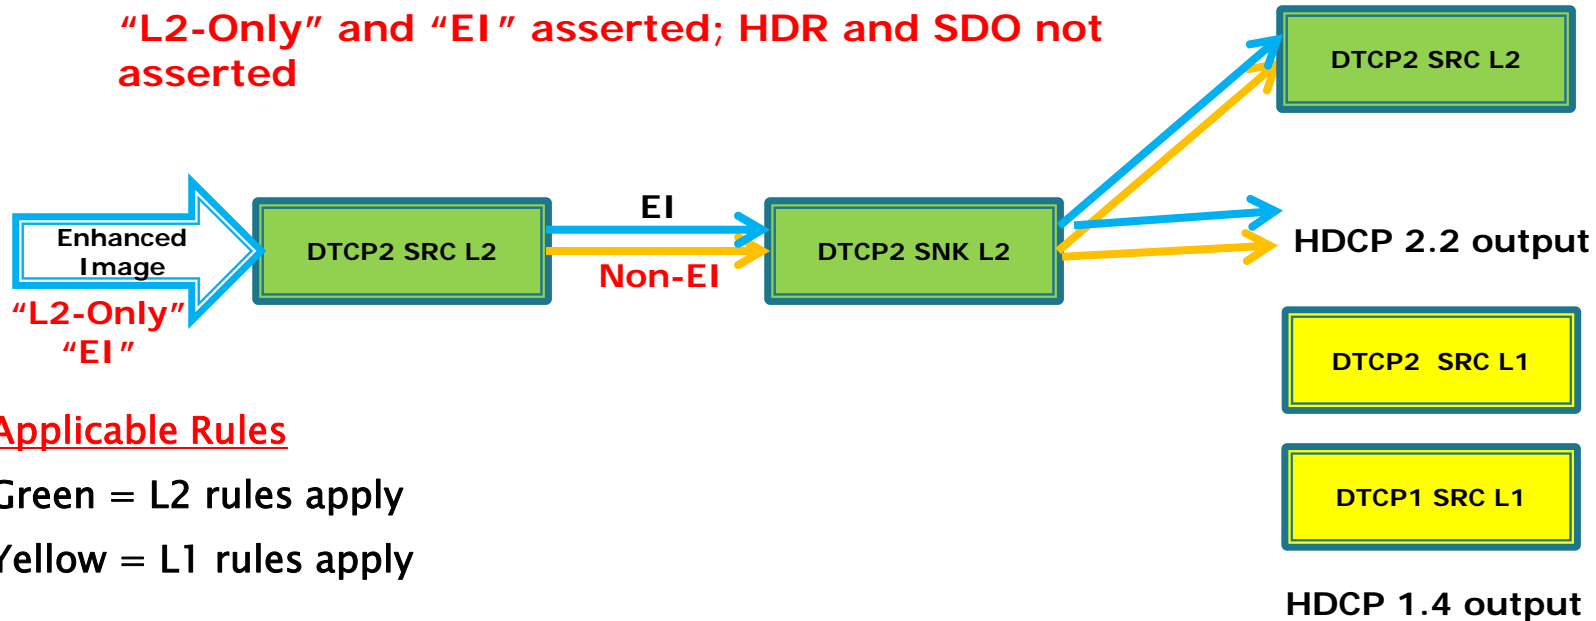 “L2-Only” and “EI” asserted; HDR and SDO not
asserted
DTCP2 SRC L2
Enhanced
Image
“L2-Only”
“EI”
DTCP2 SRC L2
EI
Non-EI
DTCP2 SNK L2
HDCP 2.2 output
DTCP2 SRC L1
Applicable Rules
Green = L2 rules apply
Yellow = L1 rules apply
DTCP1 SRC L1
HDCP 1.4 output